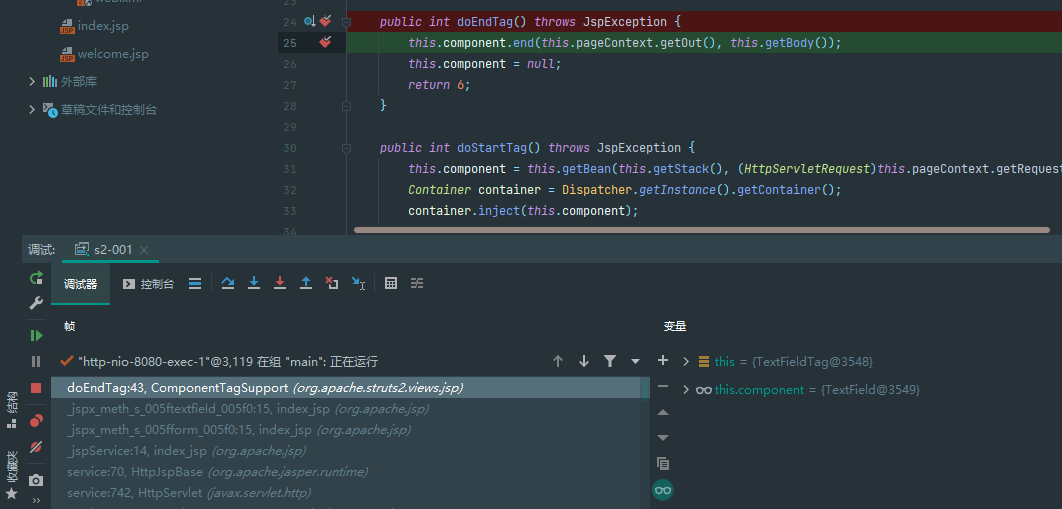 index.jsp
welcome.jsp
外部库
草稿文件和控制台
23
24 public int doEndTag() throws JspException {
25 this.component.end(this.pageContext.getOut(), this.getBody());
26 this.component = null;
27 return 6;
28 }
29
30 public int doStartTag() throws JspException {
31 this.component = this.getBean(this.getStack(), (HttpServletRequest)this.pageContext.getRequest
32 Container container = Dispatcher.getInstance().getContainer();
33 container.inject(this.component);
34
调试: s2-001
调试器 控制台
帧
变量
"http-nio-8080-exec-1"@3,119 在组 "main": 正在运行
doEndTag:43, ComponentTagSupport (org.apache.struts2.views.jsp)
_jspx_meth_s_005ftextfield_005f0:15, index_jsp (org.apache.jsp)
_jspx_meth_s_005fform_005f0:15, index_jsp (org.apache.jsp)
_jspService:14, index_jsp (org.apache.jsp)
service:70, HttpJspBase (org.apache.jasper.runtime)
service:742, HttpServlet (javax.servlet.http)
this = {TextFieldTag@3548}
this.component = {TextField@3549}
结构
收藏夹